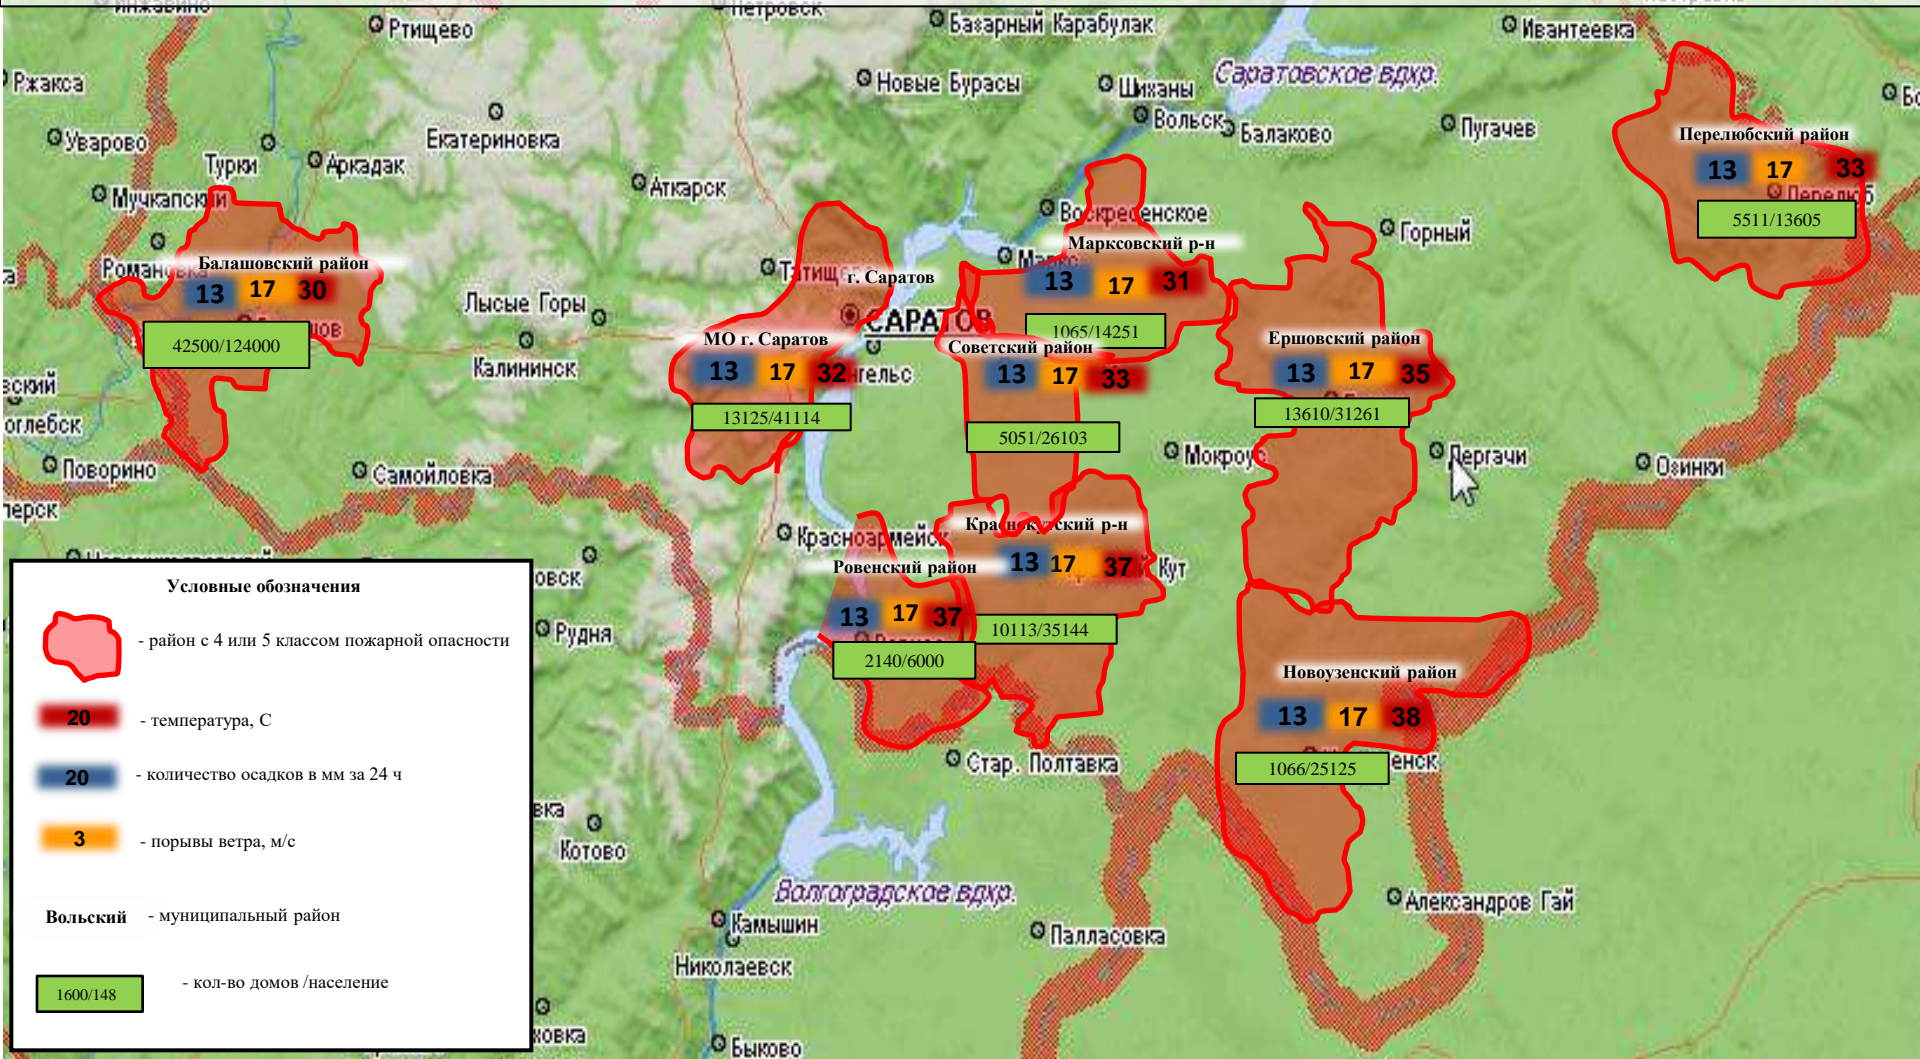 Ртищево
Базарный Карабулак
Ивантеевка
Ржакса
Новые Бурасы
Шиханы
Саратовское вдхр.
Уварово
Екатериновка
Вольск
Балаково
Пугачев
Перелюбский район
Турки
Аркадак
13 17 33
Мучкапский
Аткарск
Перелюб
5511/13605
Воскресенское
Горный
Марксовский р-н
Балашовский район
г. Саратов
13 17 30
13 17 31
Лысые Горы
САРАТОВ
1065/14251
42500/124000
МО г. Саратов
Советский район
Ершовский район
Калининск
13 17 32
13 17 33
13 17 35
13125/41114
13610/31261
5051/26103
Поворино
Самойловка
Мокроус
Дергачи
Озинки
Красноармейск
Краснокутский р-н
13 17 37
Кут
Ровенский район
13 17 37
10113/35144
2140/6000
Рудня
Новоузенский район
13 17 38
1066/25125
Стар. Полтавка
Котово
Волгоградское вдхр.
Александров Гай
Камышин
Палласовка
Николаевск
Быково
Условные обозначения
- район с 4 или 5 классом пожарной опасности
20 - температура, С
20 - количество осадков в мм за 24 ч
3 - порывы ветра, м/с
Вольский - муниципальный район
1600/148 - кол-во домов /население